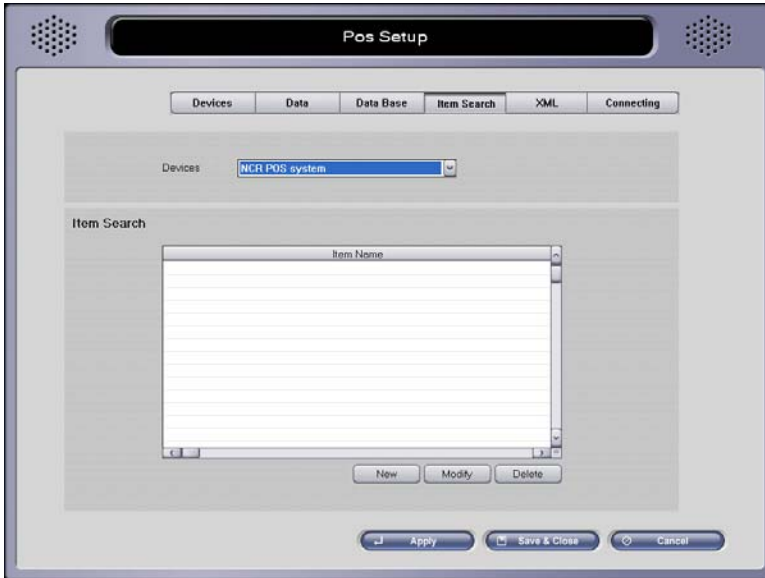 Pos Setup
Devices Data Data Base Item Search XML Connecting
Devices NCR POS system
Item Search
Item Name
New Modify Delete
Apply Save & Close Cancel